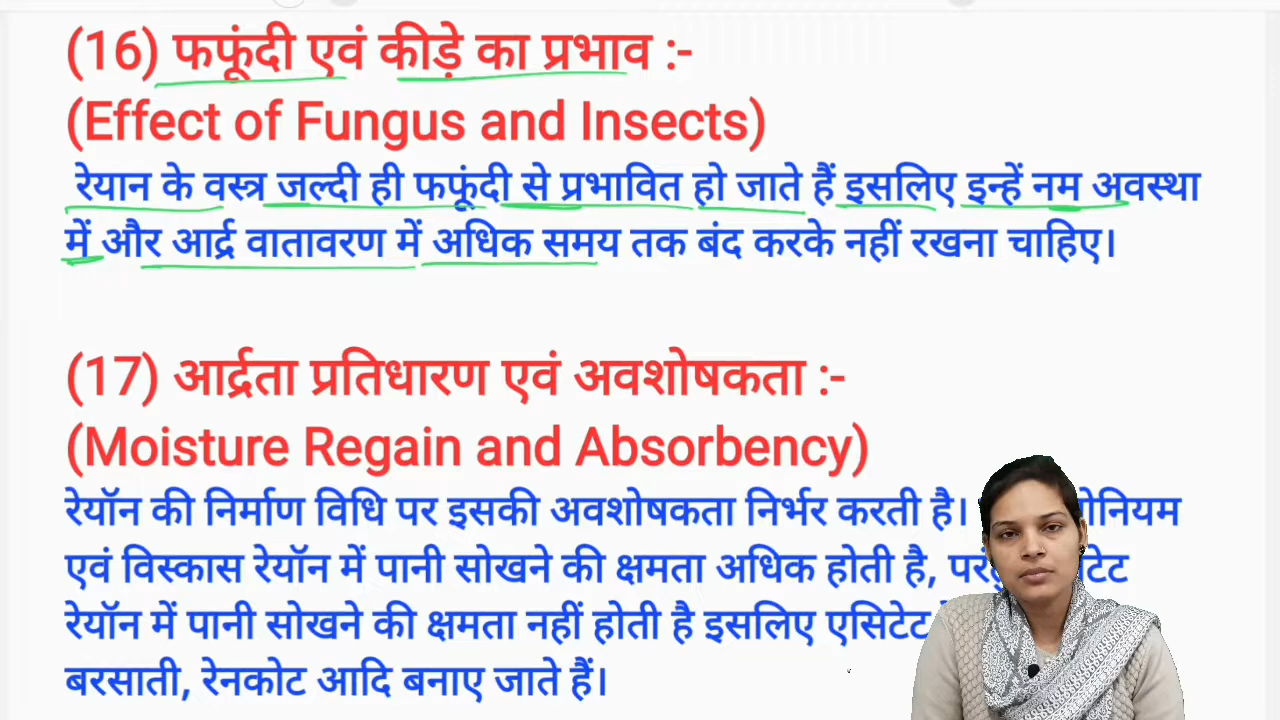 (16) फफूंदी एवं कीड़े का प्रभाव :-
(Effect of Fungus and Insects)
रेयान के वस्त्र जल्दी ही फफूंदी से प्रभावित हो जाते हैं इसलिए इन्हें नम अवस्था
में और आर्द्र वातावरण में अधिक समय तक बंद करके नहीं रखना चाहिए।
(17) आर्द्रता प्रतिधारण एवं अवशोषकता :-
(Moisture Regain and Absorbency)
रेयॉन की निर्माण विधि पर इसकी अवशोषकता निर्भर करती है।
एवं विस्कास रेयॉन में पानी सोखने की क्षमता अधिक होती है,
रेयॉन में पानी सोखने की क्षमता नहीं होती है इसलिए एसिटेट
बरसाती, रेनकोट आदि बनाए जाते हैं।